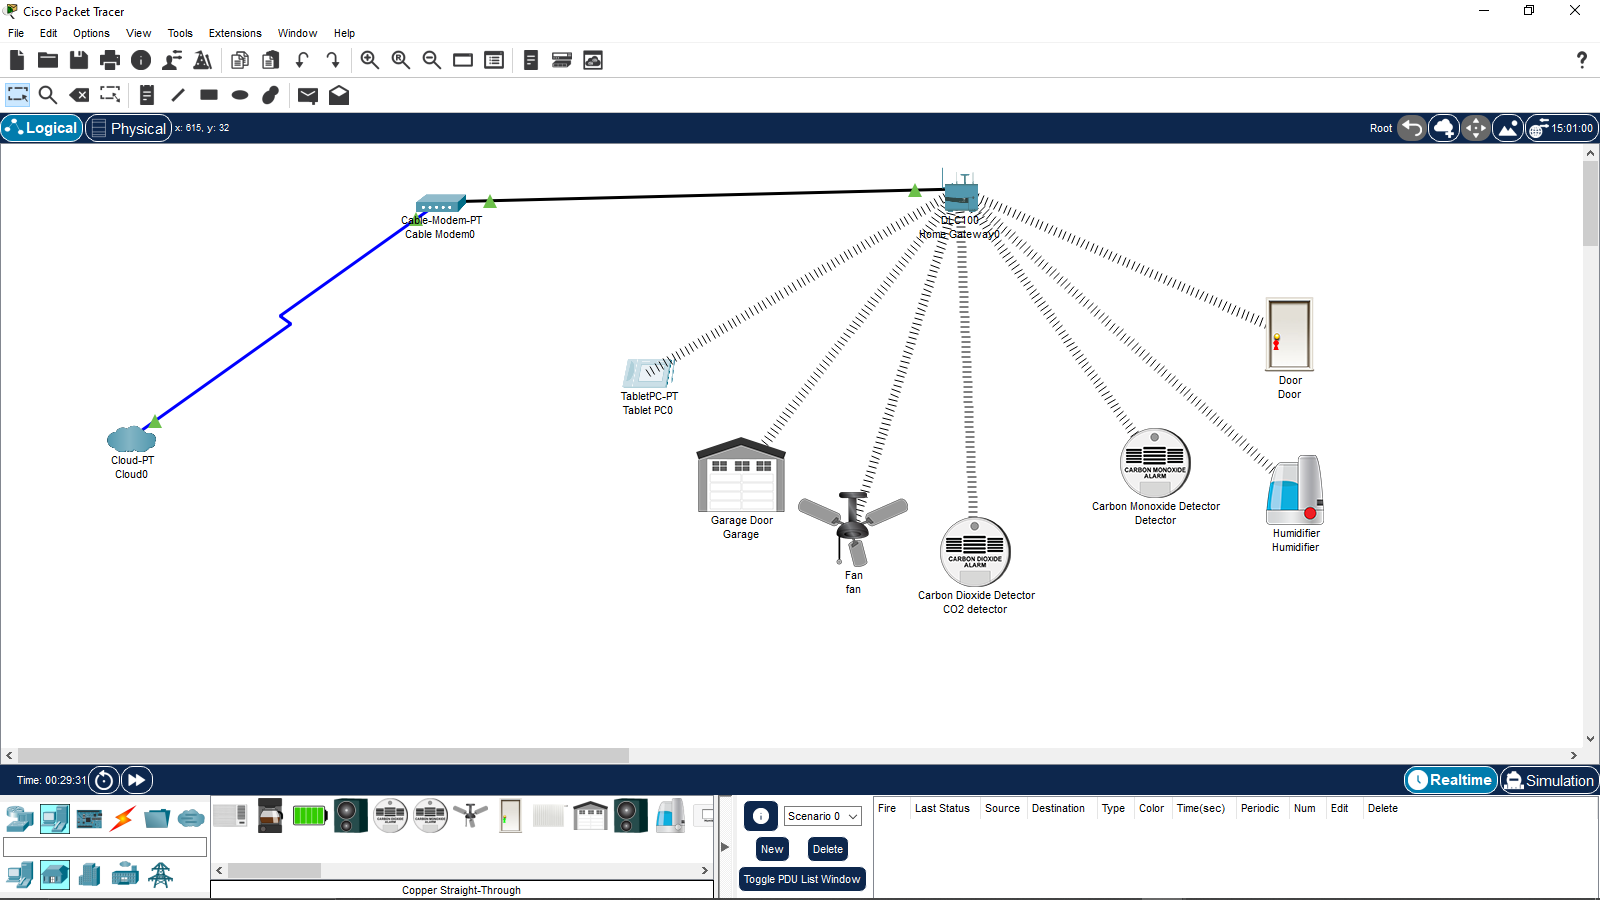 Cisco Packet Tracer
File Edit Options View Tools Extensions Window Help
?
Logical Physical x: 615, y: 32 Root 15:01:00
Cable-Modem-PT
Cable Modem0
DLC100
Home Gateway0
TabletPC-PT
Tablet PC0
Door
Door
Cloud-PT
Cloud0
CARBON MONOXIDE
ALARM
Carbon Monoxide Detector
Detector
Garage Door
Garage
Humidifier
Humidifier
CARBON DIOXIDE
ALARM
Fan
fan
Carbon Dioxide Detector
CO2 detector
Time: 00:29:31 Realtime Simulation
Scenario 0
New Delete
Toggle PDU List Window
Fire Last Status Source Destination Type Color Time(sec) Periodic Num Edit Delete
Copper Straight-Through